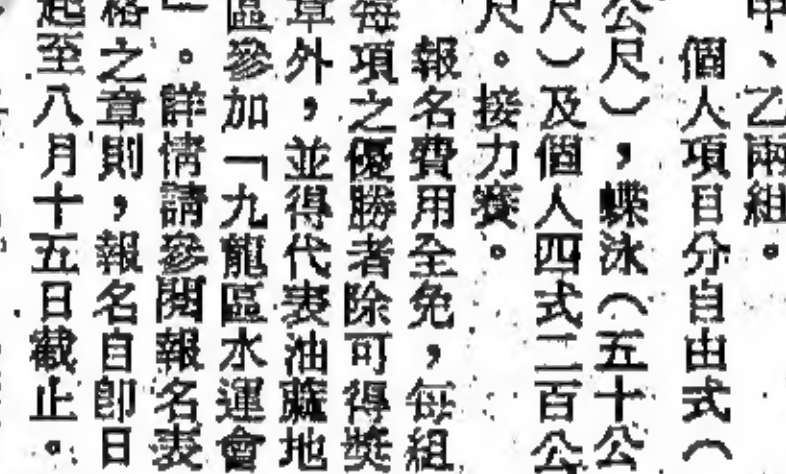 甲、乙兩組。
個人項目分自由式（
公尺），蝶泳（五十公
尺）及個人四式二百公
尺。接力賽。
報名費用全免，每組
每項之優勝者除可得獎
章外，並得代表油蔴地
區參加「九龍區水運會
」。詳情請參閱報名表
格之章則，報名自即日
起至八月十五日截止。